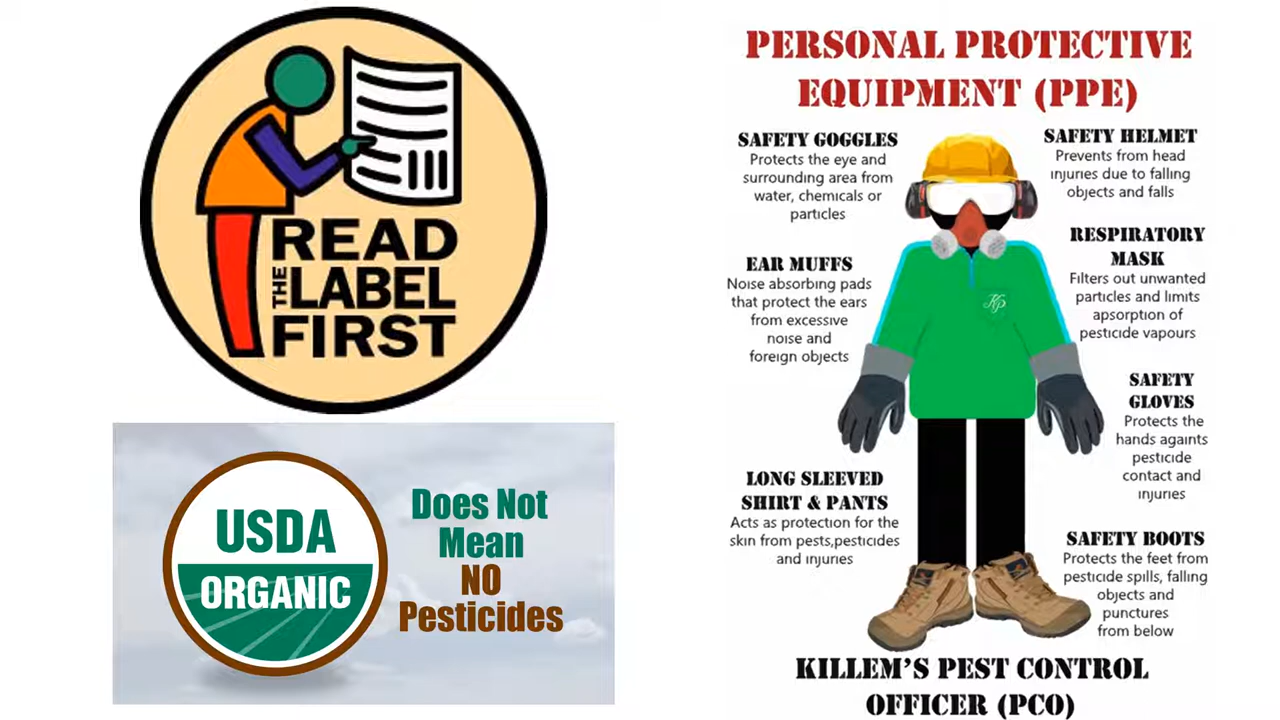 READ
THE LABEL
FIRST
USDA
ORGANIC
Does Not
Mean
NO
Pesticides
PERSONAL PROTECTIVE
EQUIPMENT (PPE)
SAFETY GOGGLES
Protects the eye and
surrounding area from
water, chemicals or
particles
EAR MUFFS
Noise absorbing pads
that protect the ears
from excessive
noise and
foreign objects
LONG SLEEVED
SHIRT & PANTS
Acts as protection for the
skin from pests,pesticides
and injuries
SAFETY HELMET
Prevents from head
injuries due to falling
objects and falls
RESPIRATORY
MASK
Filters out unwanted
particles and limits
apsorption of
pesticide vapours
KP
SAFETY
GLOVES
Protects the
hands againts
pesticide
contact and
injuries
SAFETY BOOTS
Protects the feet from
pesticide spills, falling
objects and
punctures
from below
KILLEM'S PEST CONTROL
OFFICER (PCO)